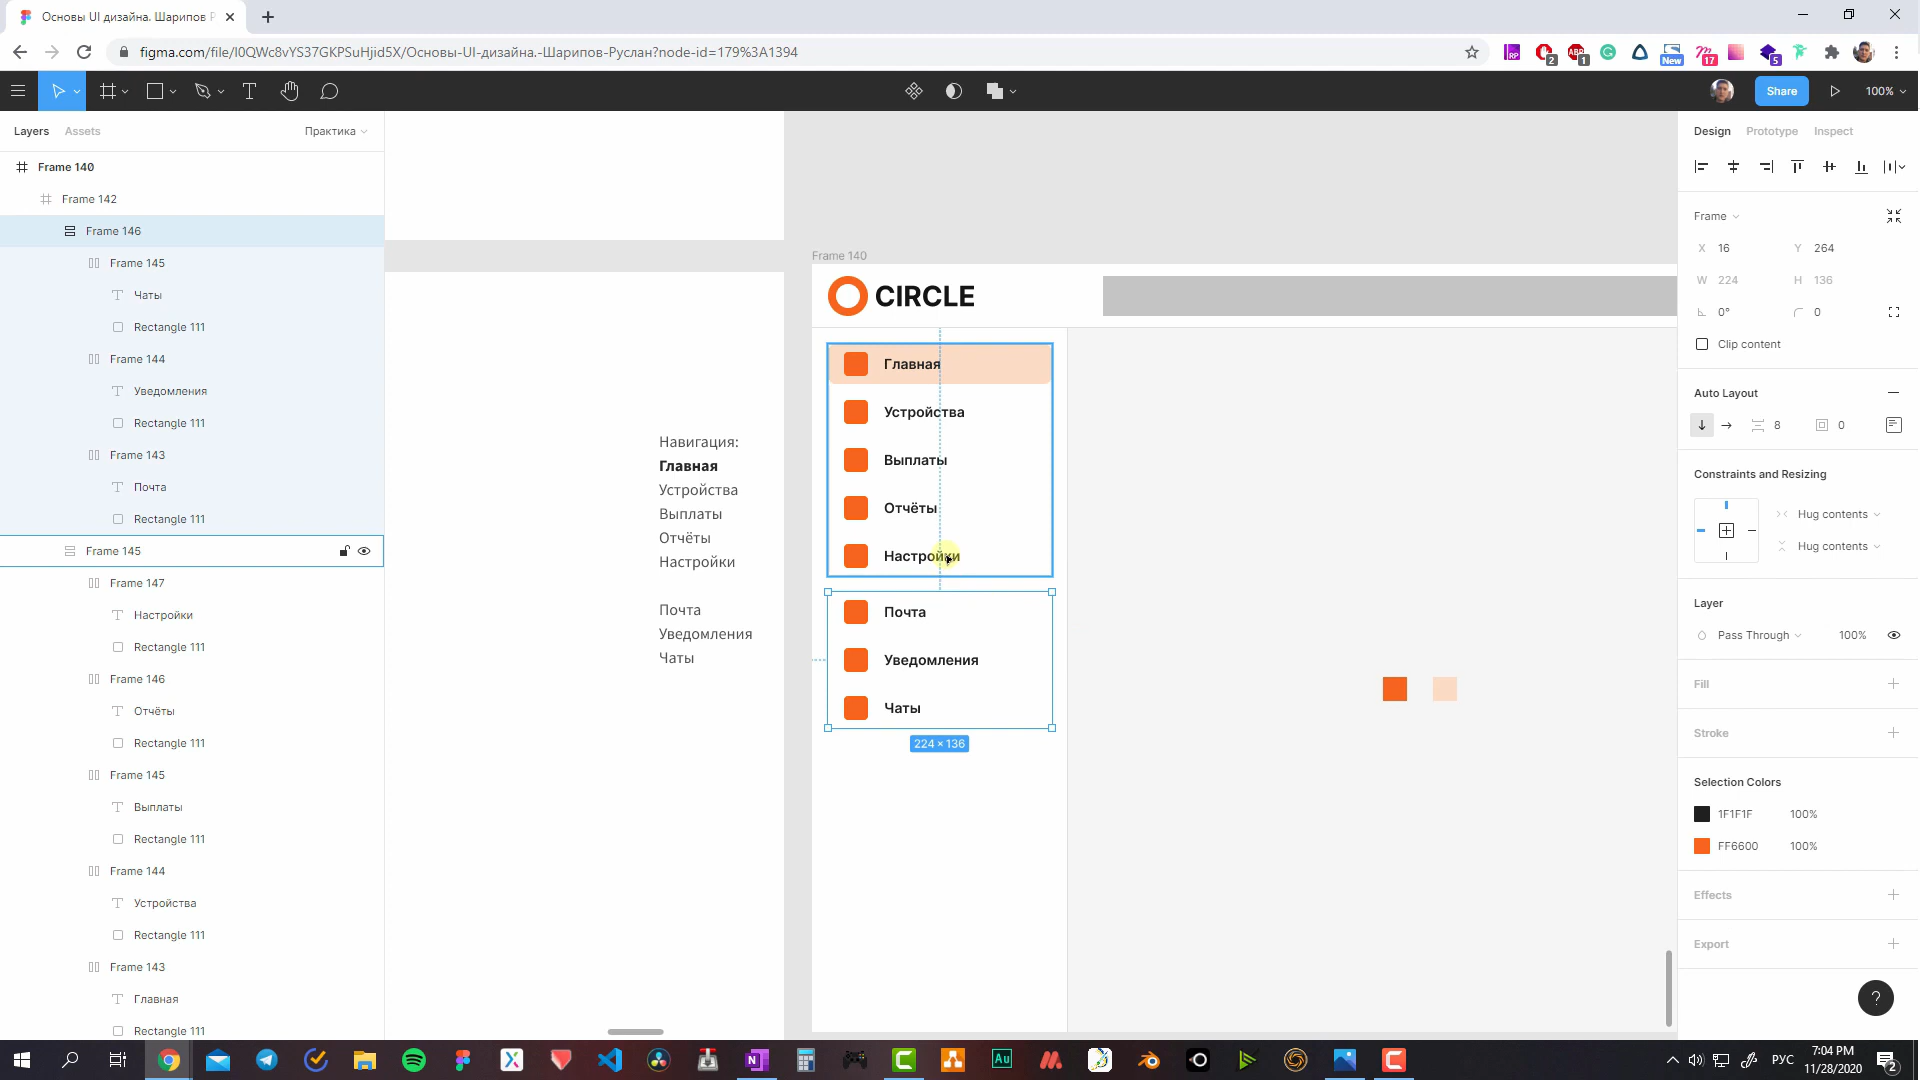 Основы UI дизайна. Шарипов Р
figma.com/file/I0QWc8vYS37GKPSuHjid5X/Основы-UI-дизайна.-Шарипов-Руслан?node-id=179%3A1394
2
1
New
17
5
Share
100%
Layers
Assets
Практика
Frame 140
Frame 142
Frame 146
Frame 145
Чаты
Rectangle 111
Frame 144
Уведомления
Rectangle 111
Frame 143
Почта
Rectangle 111
Frame 145
Frame 147
Настройки
Rectangle 111
Frame 146
Отчёты
Rectangle 111
Frame 145
Выплаты
Rectangle 111
Frame 144
Устройства
Rectangle 111
Frame 143
Главная
Rectangle 111
Навигация:
Главная
Устройства
Выплаты
Отчёты
Настройки
Почта
Уведомления
Чаты
Frame 140
CIRCLE
Главная
Устройства
Выплаты
Отчёты
Настройки
Почта
Уведомления
Чаты
224 × 136
Design
Prototype
Inspect
Frame
X 16
Y 264
W 224
H 136
0°
0
Clip content
Auto Layout
8
0
Constraints and Resizing
Hug contents
Hug contents
Layer
Pass Through
100%
Fill
Stroke
Selection Colors
1F1F1F 100%
FF6600 100%
Effects
Export
?
РУС
7:04 PM
11/28/2020
2